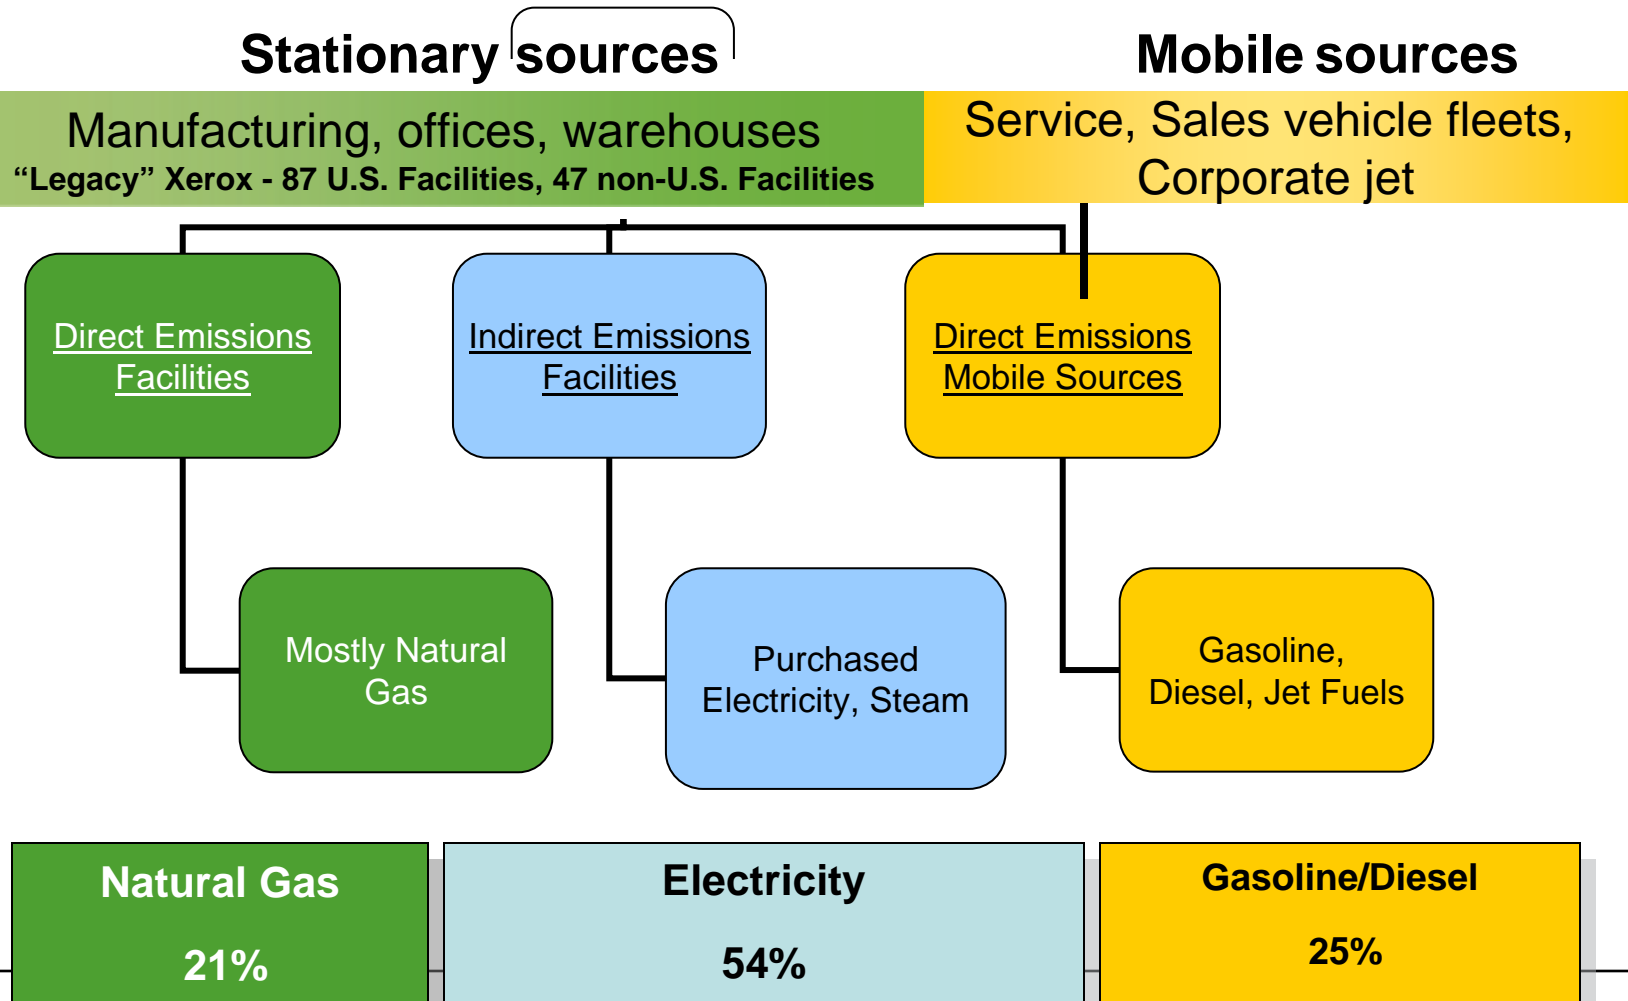 Stationary sources
Mobile sources
Manufacturing, offices, warehouses
“Legacy” Xerox - 87 U.S. Facilities, 47 non-U.S. Facilities
Service, Sales vehicle fleets,
Corporate jet
Direct Emissions
Facilities
Indirect Emissions
Facilities
Direct Emissions
Mobile Sources
Mostly Natural
Gas
Purchased
Electricity, Steam
Gasoline,
Diesel, Jet Fuels
Natural Gas
21%
Electricity
54%
Gasoline/Diesel
25%